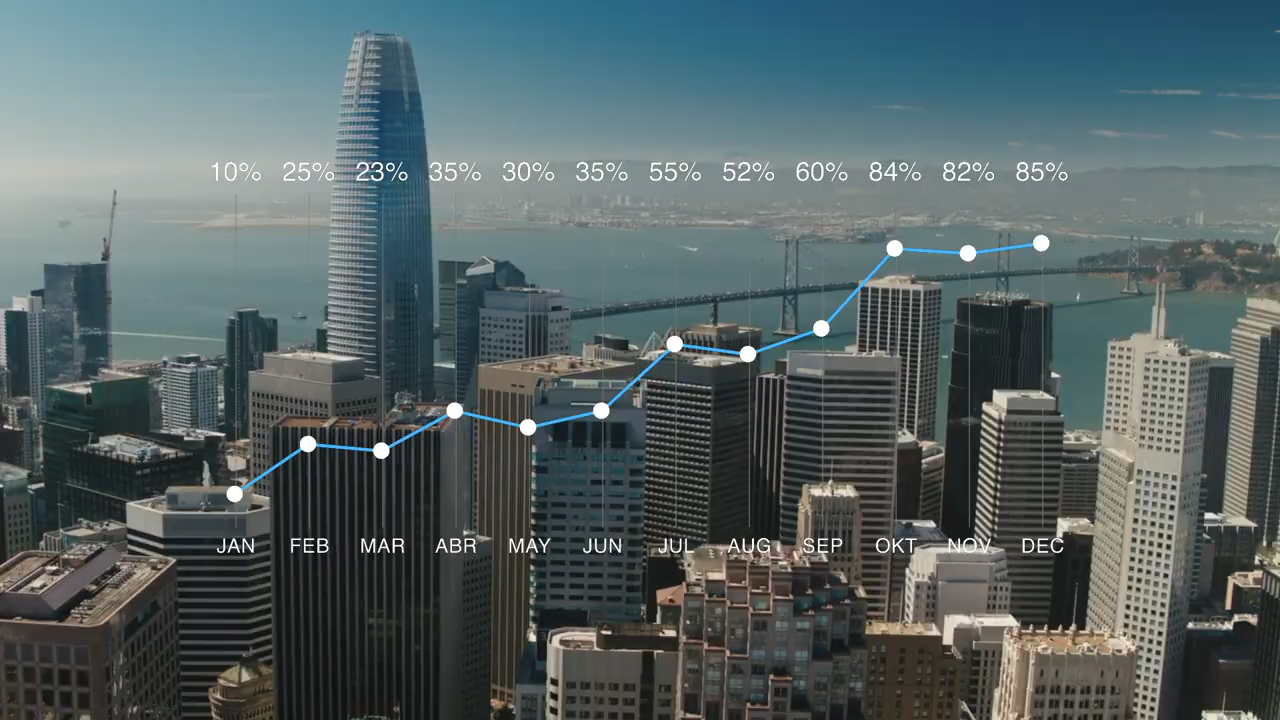 10% 25% 23% 35% 30% 35% 55% 52% 60% 84% 82% 85%
JAN FEB MAR ABR MAY JUN JUL AUG SEP OKT NOV DEC